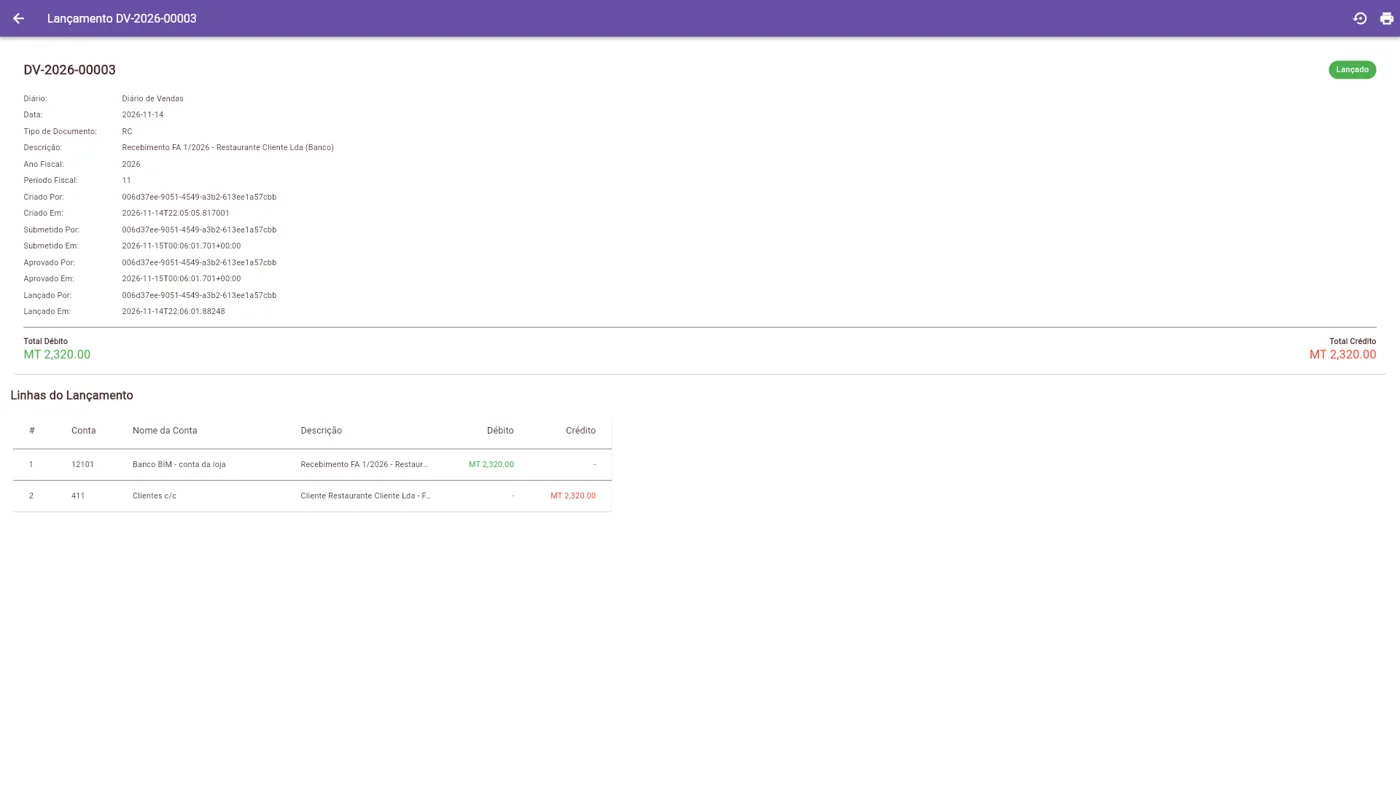 Lançamento DV-2026-00003
DV-2026-00003
Lançado
Diário: Diário de Vendas
Data: 2026-11-14
Tipo de Documento: RC
Descrição: Recebimento FA 1/2026 - Restaurante Cliente Lda (Banco)
Ano Fiscal: 2026
Período Fiscal: 11
Criado Por: 006d37ee-9051-4549-a3b2-613ee1a57cbb
Criado Em: 2026-11-14T22:05:05.817001
Submetido Por: 006d37ee-9051-4549-a3b2-613ee1a57cbb
Submetido Em: 2026-11-15T00:06:01.701+00:00
Aprovado Por: 006d37ee-9051-4549-a3b2-613ee1a57cbb
Aprovado Em: 2026-11-15T00:06:01.701+00:00
Lançado Por: 006d37ee-9051-4549-a3b2-613ee1a57cbb
Lançado Em: 2026-11-14T22:06:01.88248
Total Débito Total Crédito
MT 2,320.00 MT 2,320.00
Linhas do Lançamento
# Conta Nome da Conta Descrição Débito Crédito
1 12101 Banco BIM - conta da loja Recebimento FA 1/2026 - Restaur... MT 2,320.00 -
2 411 Clientes c/c Cliente Restaurante Cliente Lda - F... - MT 2,320.00